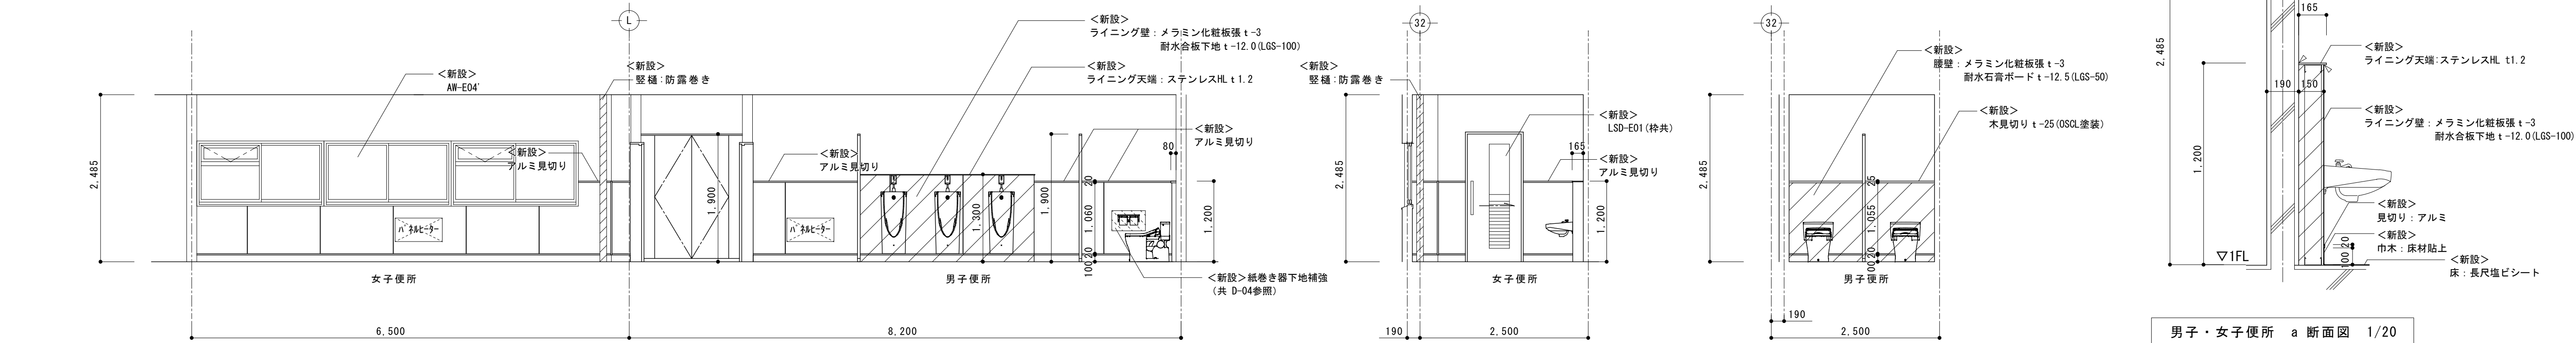 L
＜新設＞
AW-E04'
＜新設＞
竪樋：防露巻き
＜新設＞
ライニング壁：メラミン化粧板張ｔ-3
耐水合板下地ｔ-12.0(LGS-100)
＜新設＞
ライニング天端：ステンレスHLｔ1.2
＜新設＞
アルミ見切り
＜新設＞
アルミ見切り
＜新設＞
アルミ見切り
80
2,485
1,900
1,300
1,900
20
1,060
20
100
1,200
パネルヒーター
パネルヒーター
女子便所
男子便所
＜新設＞紙巻き器下地補強
（共 D-04参照）
6,500
8,200
32
＜新設＞
竪樋：防露巻き
2,485
＜新設＞
LSD-E01(枠共)
165
＜新設＞
アルミ見切り
1,200
女子便所
190
2,500
32
＜新設＞
腰壁：メラミン化粧板張ｔ-3
耐水石膏ボードｔ-12.5(LGS-50)
＜新設＞
木見切りｔ-25(OSCL塗装)
2,485
25
1,055
20
100
男子便所
190
2,500
165
2,485
＜新設＞
ライニング天端:ステンレスHL t1.2
190
150
＜新設＞
ライニング壁：メラミン化粧板張ｔ-3
耐水合板下地ｔ-12.0(LGS-100)
1,200
＜新設＞
見切り：アルミ
＜新設＞
巾木：床材貼上
20
100
▽1FL
＜新設＞
床：長尺塩ビシート
男子・女子便所 a 断面図 1/20